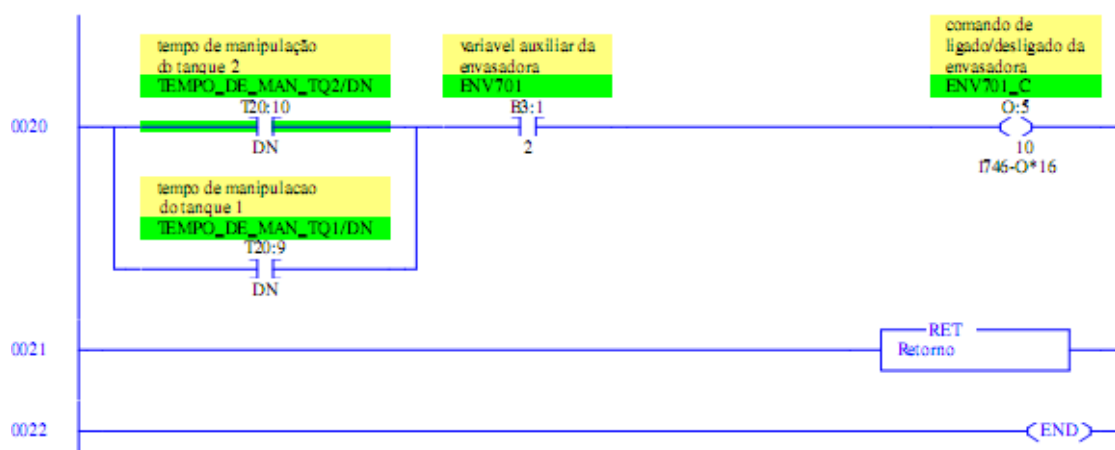 tempo de manipulação
do tanque 2
TEMPO_DE_MAN_TQ2/DN
T20:10
DN
variavel auxiliar da
envasadora
ENV701
B3:1
2
comando de
ligado/desligado da
envasadora
ENV701_C
O:5
10
1746-O*16
0020
tempo de manipulacao
do tanque 1
TEMPO_DE_MAN_TQ1/DN
T20:9
DN
0021
RET
Retorno
0022
END